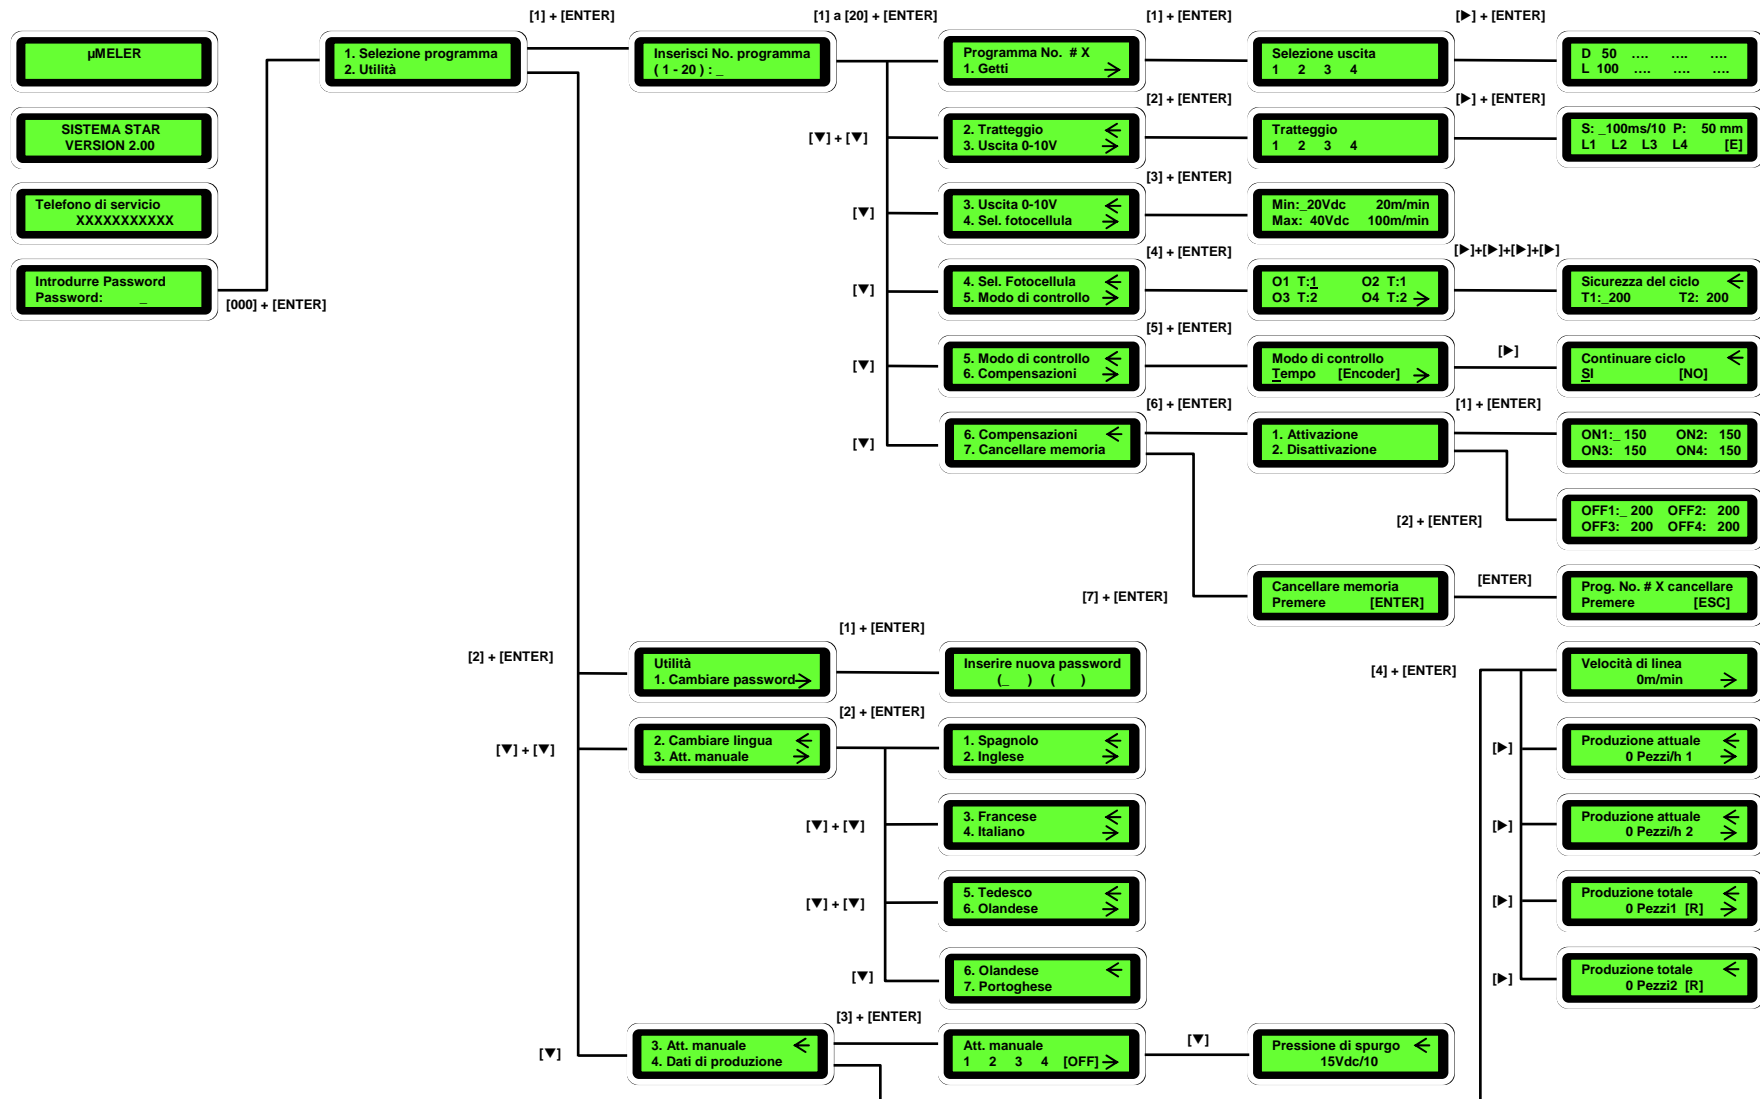 [1] + [ENTER]
[1] a [20] + [ENTER]
[1] + [ENTER]
[▶] + [ENTER]
µMELER
1. Selezione programma
2. Utilità
Inserisci No. programma
( 1 - 20 ) : _
Programma No. # X
1. Getti →
Selezione uscita
1 2 3 4
D 50 .... .... ....
L 100 .... .... ....
[2] + [ENTER]
[▶] + [ENTER]
SISTEMA STAR
VERSION 2.00
[▼] + [▼]
2. Tratteggio ←
3. Uscita 0-10V →
Tratteggio
1 2 3 4
S: _100ms/10 P: 50 mm
L1 L2 L3 L4 [E]
[3] + [ENTER]
Telefono di servicio
XXXXXXXXXXX
[▼]
3. Uscita 0-10V ←
4. Sel. fotocellula →
Min:_20Vdc 20m/min
Max: 40Vdc 100m/min
[4] + [ENTER]
[▶]+[▶]+[▶]+[▶]
Introdurre Password
Password: _
[000] + [ENTER]
[▼]
4. Sel. Fotocellula ←
5. Modo di controllo →
O1 T:1 O2 T:1
O3 T:2 O4 T:2 →
Sicurezza del ciclo ←
T1:_200 T2: 200
[5] + [ENTER]
[▼]
5. Modo di controllo ←
6. Compensazioni →
Modo di controllo
Tempo [Encoder] →
[▶]
Continuare ciclo ←
SI [NO]
[6] + [ENTER]
[1] + [ENTER]
[▼]
6. Compensazioni ←
7. Cancellare memoria
1. Attivazione
2. Disattivazione
ON1:_ 150 ON2: 150
ON3: 150 ON4: 150
[2] + [ENTER]
OFF1:_ 200 OFF2: 200
OFF3: 200 OFF4: 200
[7] + [ENTER]
Cancellare memoria
Premere [ENTER]
[ENTER]
Prog. No. # X cancellare
Premere [ESC]
[1] + [ENTER]
[2] + [ENTER]
Utilità
1. Cambiare password→
Inserire nuova password
(_ ) ( )
[4] + [ENTER]
Velocità di linea
0m/min →
[2] + [ENTER]
[▼] + [▼]
2. Cambiare lingua ←
3. Att. manuale →
1. Spagnolo ←
2. Inglese →
[▶]
Produzione attuale ←
0 Pezzi/h 1 →
[▼] + [▼]
3. Francese ←
4. Italiano →
[▶]
Produzione attuale ←
0 Pezzi/h 2 →
[▼] + [▼]
5. Tedesco ←
6. Olandese →
[▶]
Produzione totale ←
0 Pezzi1 [R] →
[▼]
6. Olandese ←
7. Portoghese
[▶]
Produzione totale ←
0 Pezzi2 [R]
[3] + [ENTER]
[▼]
3. Att. manuale ←
4. Dati di produzione
Att. manuale
1 2 3 4 [OFF] →
[▼]
Pressione di spurgo ←
15Vdc/10